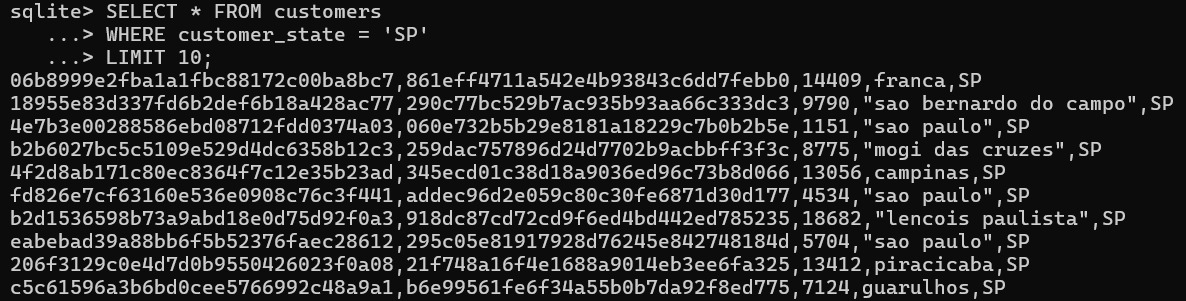 sqlite> SELECT * FROM customers
   ...> WHERE customer_state = 'SP'
   ...> LIMIT 10;
06b8999e2fba1a1fbc88172c00ba8bc7,861eff4711a542e4b93843c6dd7febb0,14409,franca,SP
18955e83d337fd6b2def6b18a428ac77,290c77bc529b7ac935b93aa66c333dc3,9790,"sao bernardo do campo",SP
4e7b3e00288586ebd08712fdd0374a03,060e732b5b29e8181a18229c7b0b2b5e,1151,"sao paulo",SP
b2b6027bc5c5109e529d4dc6358b12c3,259dac757896d24d7702b9acbbff3f3c,8775,"mogi das cruzes",SP
4f2d8ab171c80ec8364f7c12e35b23ad,345ecd01c38d18a9036ed96c73b8d066,13056,campinas,SP
fd826e7cf63160e536e0908c76c3f441,addec96d2e059c80c30fe6871d30d177,4534,"sao paulo",SP
b2d1536598b73a9abd18e0d75d92f0a3,918dc87cd72cd9f6ed4bd442ed785235,18682,"lencois paulista",SP
eabebad39a88bb6f5b52376faec28612,295c05e81917928d76245e842748184d,5704,"sao paulo",SP
206f3129c0e4d7d0b9550426023f0a08,21f748a16f4e1688a9014eb3ee6fa325,13412,piracicaba,SP
c5c61596a3b6bd0cee5766992c48a9a1,b6e99561fe6f34a55b0b7da92f8ed775,7124,guarulhos,SP